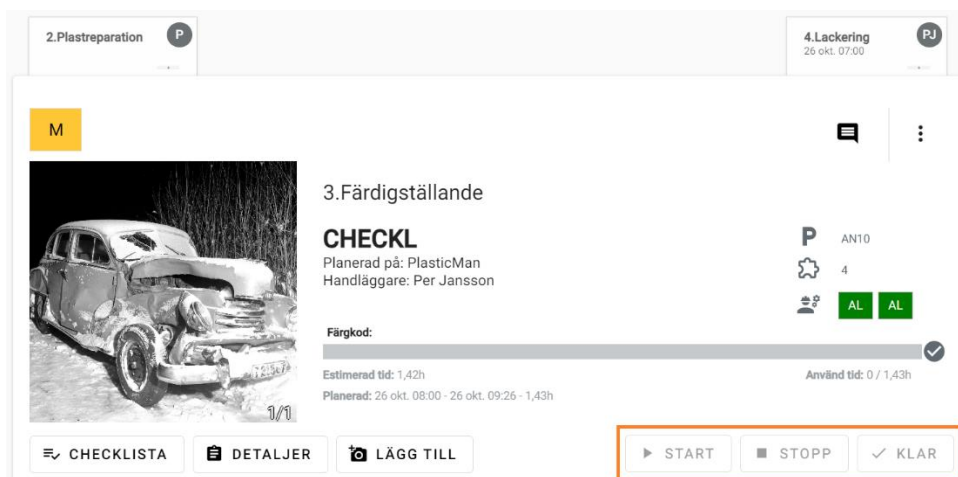 2.Plastreparation
P
4.Lackering
26 okt. 07:00
PJ
M
3.Färdigställande
CHECKL
Planerad på: PlasticMan
Handläggare: Per Jansson
P AN10
4
AL AL
Färgkod:
Estimerad tid: 1,42h
Använd tid: 0 / 1,43h
Planerad: 26 okt. 08:00 - 26 okt. 09:26 - 1,43h
1/1
CHECKLISTA
DETALJER
LÄGG TILL
START
STOPP
KLAR